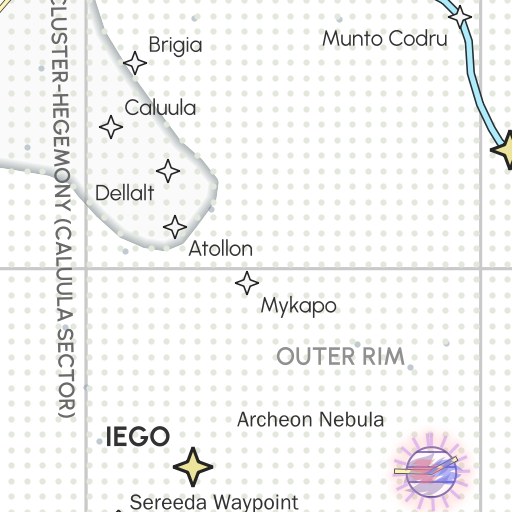 Brigia
Munto Codru
Caluula
CLUSTER-HEGEMONY (CALUULA SECTOR)
Dellalt
Atollon
Mykapo
OUTER RIM
Archeon Nebula
IEGO
Sereeda Waypoint